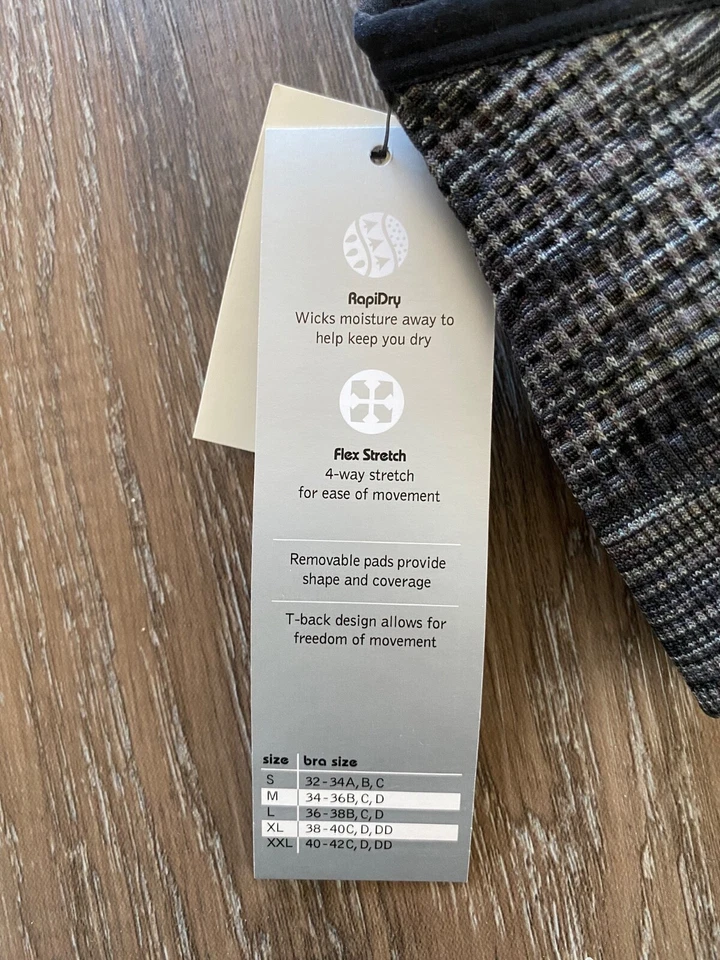 RapiDry
Wicks moisture away to
help keep you dry
Flex Stretch
4-way stretch
for ease of movement
Removable pads provide
shape and coverage
T-back design allows for
freedom of movement
size bra size
S 32-34A, B, C
M 34-36B, C, D
L 36-38B, C, D
XL 38-40C, D, DD
XXL 40-42C, D, DD